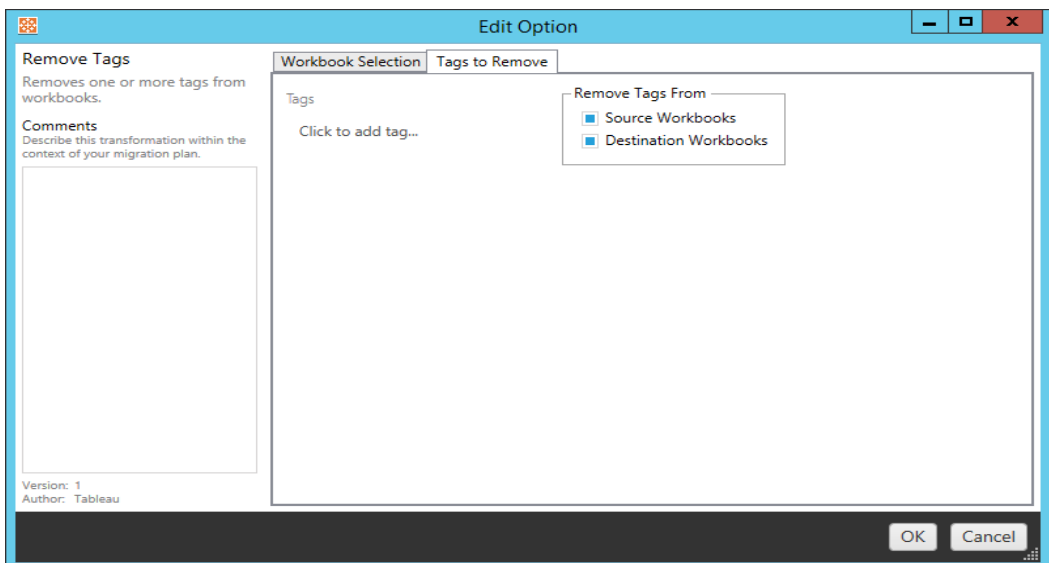 Edit Option
Remove Tags
Removes one or more tags from
workbooks.
Comments
Describe this transformation within the
context of your migration plan.
Version: 1
Author: Tableau
Workbook Selection
Tags to Remove
Tags
Click to add tag...
Remove Tags From
Source Workbooks
Destination Workbooks
OK
Cancel